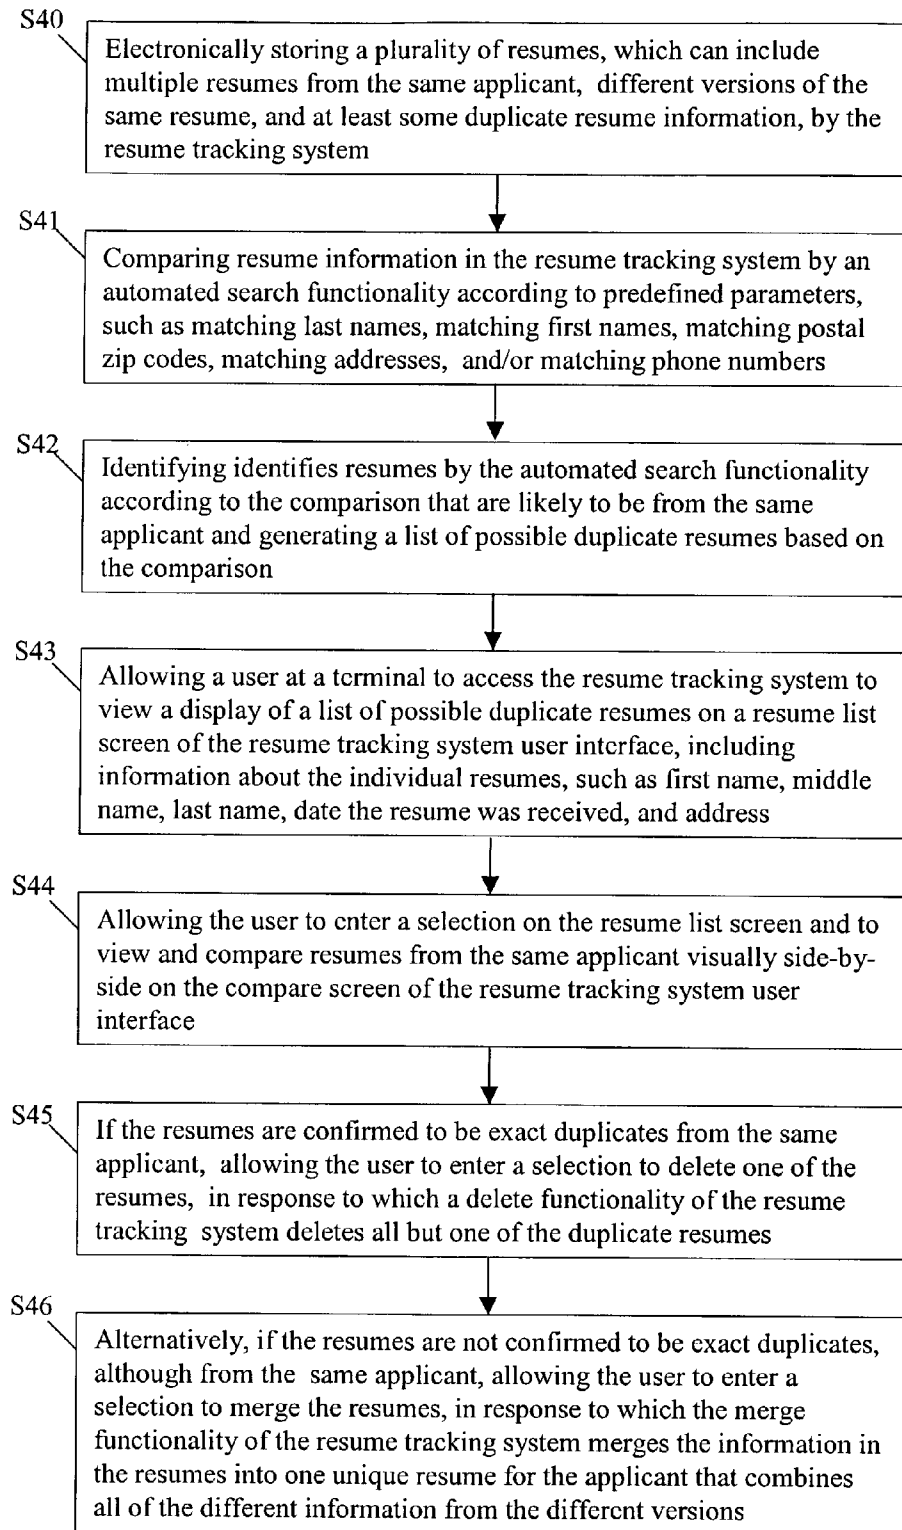 S40
Electronically storing a plurality of resumes, which can include
multiple resumes from the same applicant, different versions of the
same resume, and at least some duplicate resume information, by the
resume tracking system
S41
Comparing resume information in the resume tracking system by an
automated search functionality according to predefined parameters,
such as matching last names, matching first names, matching postal
zip codes, matching addresses, and/or matching phone numbers
S42
Identifying identifies resumes by the automated search functionality
according to the comparison that are likely to be from the same
applicant and generating a list of possible duplicate resumes based on
the comparison
S43
Allowing a user at a terminal to access the resume tracking system to
view a display of a list of possible duplicate resumes on a resume list
screen of the resume tracking system user interface, including
information about the individual resumes, such as first name, middle
name, last name, date the resume was received, and address
S44
Allowing the user to enter a selection on the resume list screen and to
view and compare resumes from the same applicant visually side-by-
side on the compare screen of the resume tracking system user
interface
S45
If the resumes are confirmed to be exact duplicates from the same
applicant, allowing the user to enter a selection to delete one of the
resumes, in response to which a delete functionality of the resume
tracking system deletes all but one of the duplicate resumes
S46
Alternatively, if the resumes are not confirmed to be exact duplicates,
although from the same applicant, allowing the user to enter a
selection to merge the resumes, in response to which the merge
functionality of the resume tracking system merges the information in
the resumes into one unique resume for the applicant that combines
all of the different information from the different versions